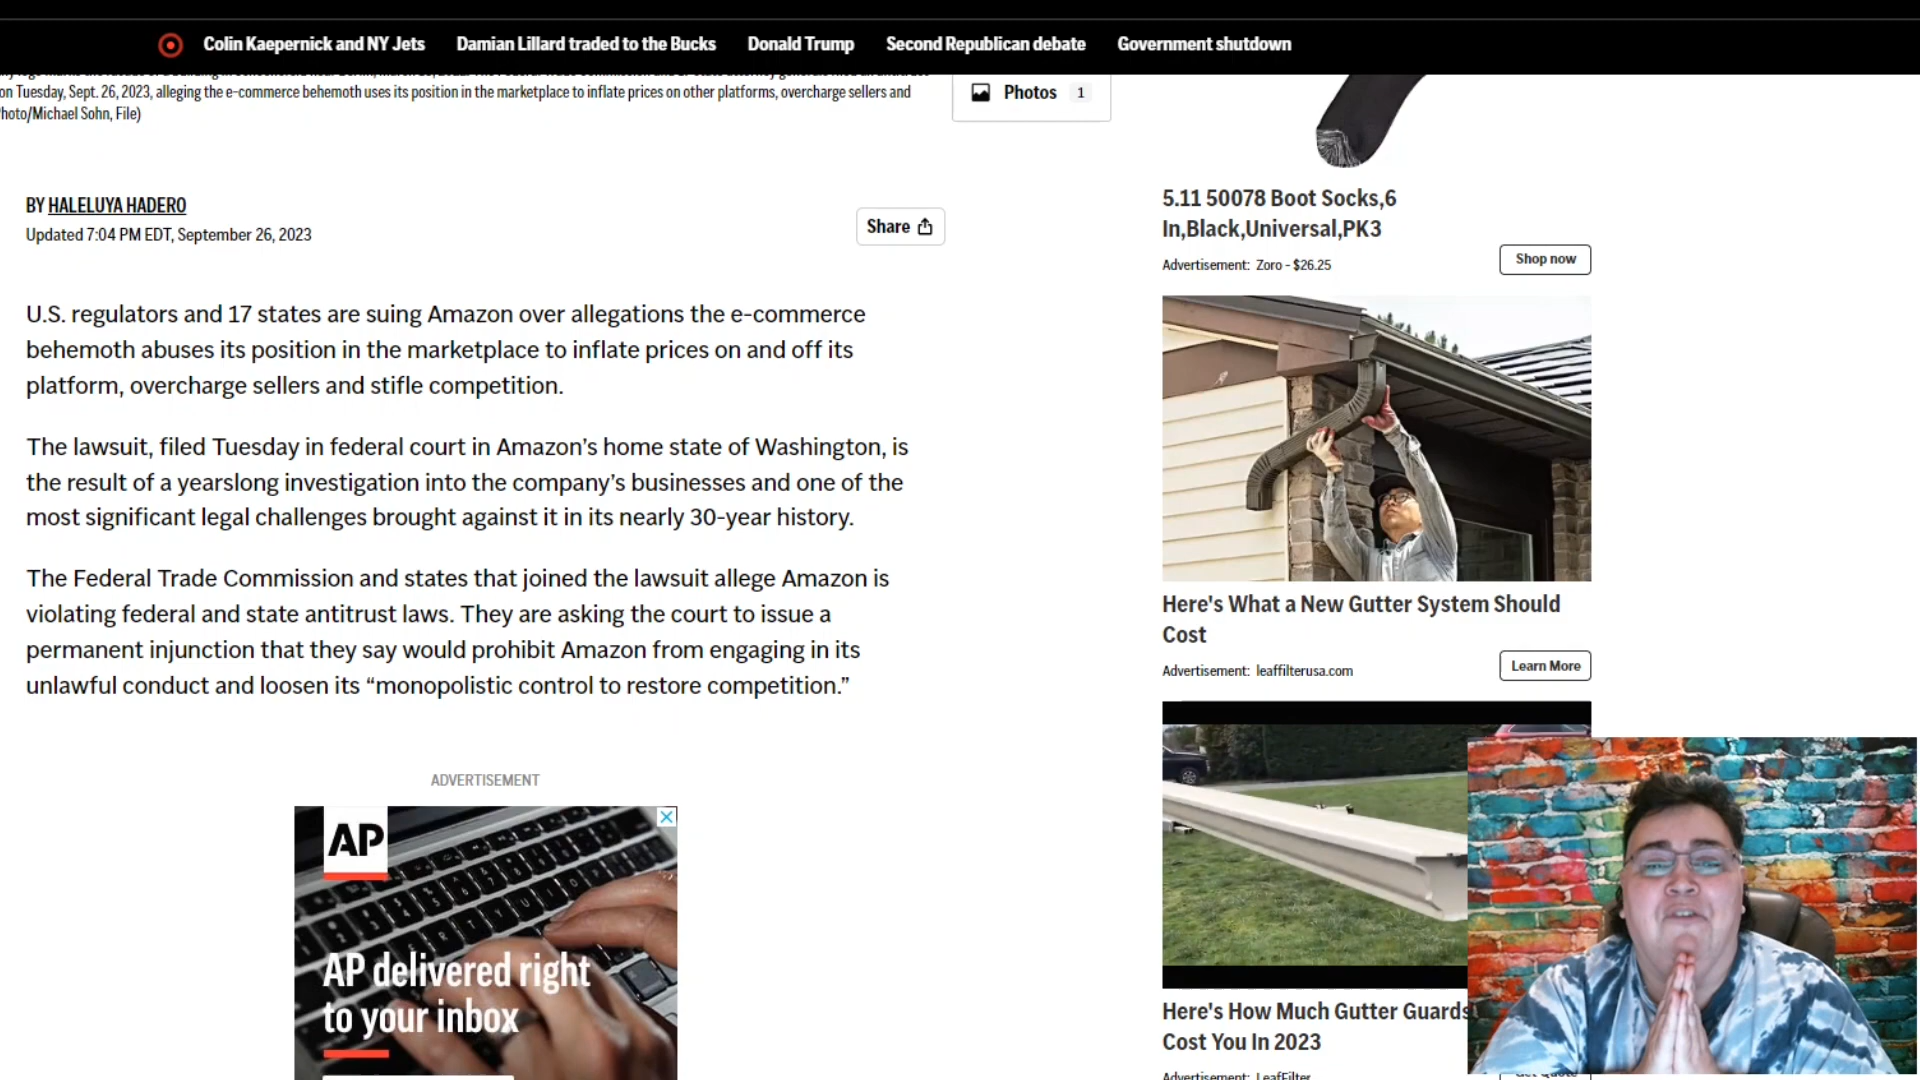 Colin Kaepernick and NY Jets Damian Lillard traded to the Bucks Donald Trump Second Republican debate Government shutdown
on Tuesday, Sept. 26, 2023, alleging the e-commerce behemoth uses its position in the marketplace to inflate prices on other platforms, overcharge sellers and
hoto/Michael Sohn, File)
Photos 1
BY HALELUYA HADERO
Updated 7:04 PM EDT, September 26, 2023
Share
U.S. regulators and 17 states are suing Amazon over allegations the e-commerce
behemoth abuses its position in the marketplace to inflate prices on and off its
platform, overcharge sellers and stifle competition.
The lawsuit, filed Tuesday in federal court in Amazon’s home state of Washington, is
the result of a yearslong investigation into the company’s businesses and one of the
most significant legal challenges brought against it in its nearly 30-year history.
The Federal Trade Commission and states that joined the lawsuit allege Amazon is
violating federal and state antitrust laws. They are asking the court to issue a
permanent injunction that they say would prohibit Amazon from engaging in its
unlawful conduct and loosen its “monopolistic control to restore competition.”
ADVERTISEMENT
AP
AP delivered right
to your inbox
5.11 50078 Boot Socks,6
In,Black,Universal,PK3
Advertisement: Zoro - $26.25
Shop now
Here's What a New Gutter System Should
Cost
Advertisement: leaffilterusa.com
Learn More
Here's How Much Gutter Guards
Cost You In 2023
Advertisement: LeafFilter